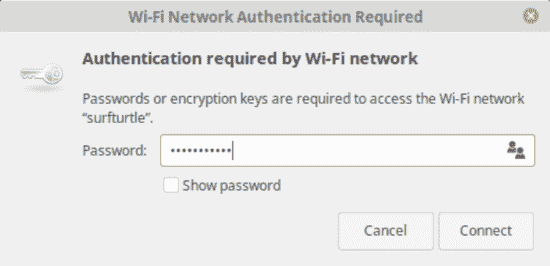 Wi-Fi Network Authentication Required
Authentication required by Wi-Fi network
Passwords or encryption keys are required to access the Wi-Fi network
“surfturtle”.
Password: •••••••••••
Show password
Cancel Connect